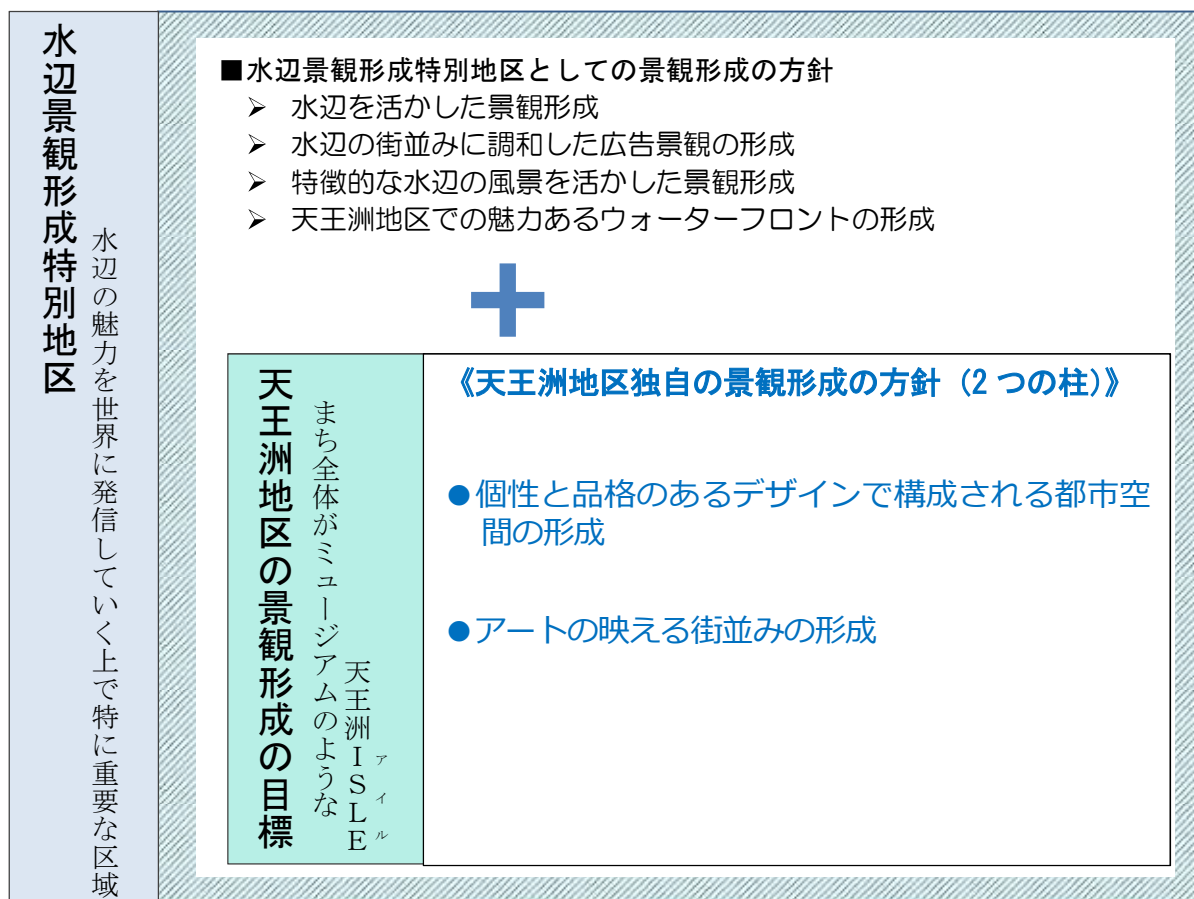 水辺景観形成特別地区
水辺の魅力を世界に発信していく上で特に重要な区域
■水辺景観形成特別地区としての景観形成の方針
➢ 水辺を活かした景観形成
➢ 水辺の街並みに調和した広告景観の形成
➢ 特徴的な水辺の風景を活かした景観形成
➢ 天王洲地区での魅力あるウォーターフロントの形成
天王洲地区の景観形成の目標
まち全体がミュージアムのような
天王洲ISLE
アイル
《天王洲地区独自の景観形成の方針（2つの柱）》
●個性と品格のあるデザインで構成される都市空
間の形成
●アートの映える街並みの形成